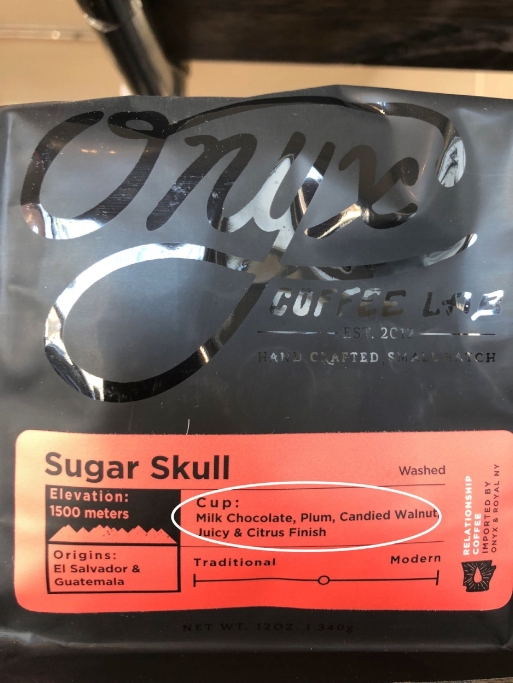 Onyx
COFFEE LAB
EST. 2012
HAND CRAFTED SMALL BATCH
Sugar Skull
Washed
Elevation:
1500 meters
Cup:
Milk Chocolate, Plum, Candied Walnut,
Juicy & Citrus Finish
Origins:
El Salvador &
Guatemala
Traditional
Modern
RELATIONSHIP
COFFEE
IMPORTED BY
ONYX & ROYAL NY
NET WT. 12OZ. | 340g